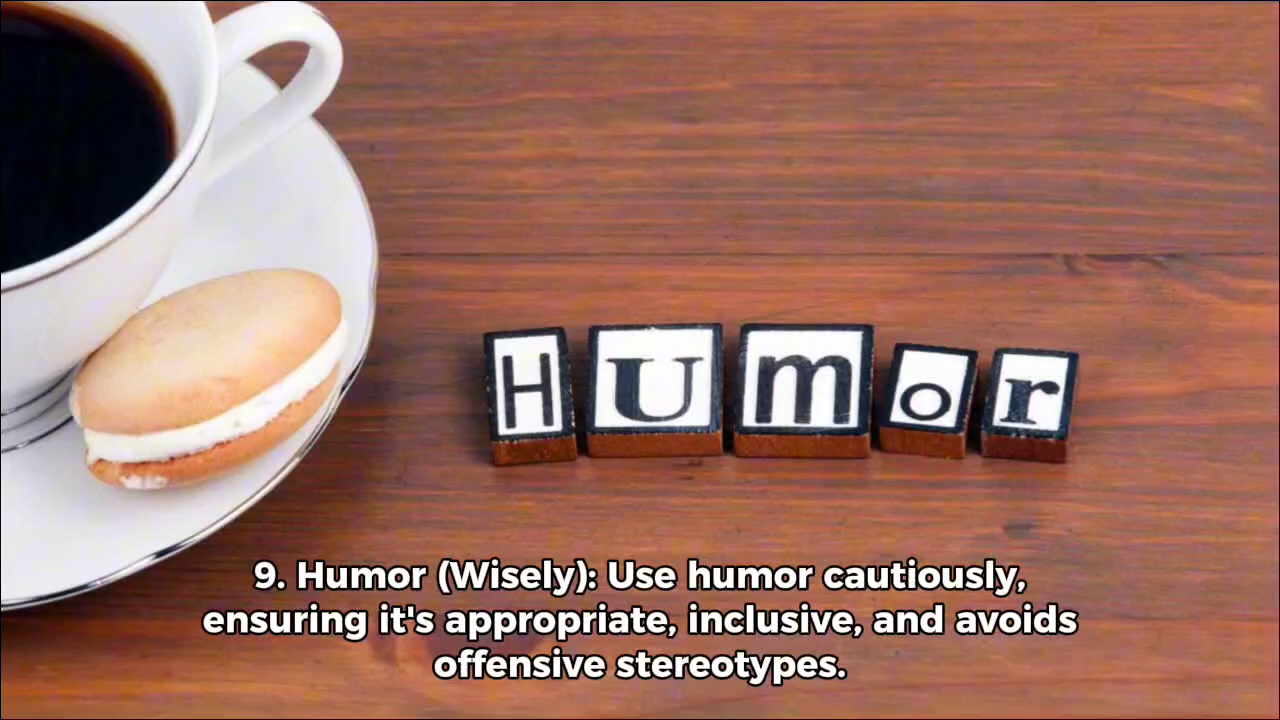 Humor
9. Humor (Wisely): Use humor cautiously,
ensuring it's appropriate, inclusive, and avoids
offensive stereotypes.